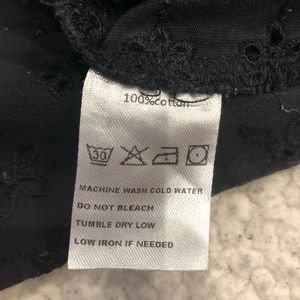 100%cotton
30
MACHINE WASH COLD WATER
DO NOT BLEACH
TUMBLE DRY LOW
LOW IRON IF NEEDED